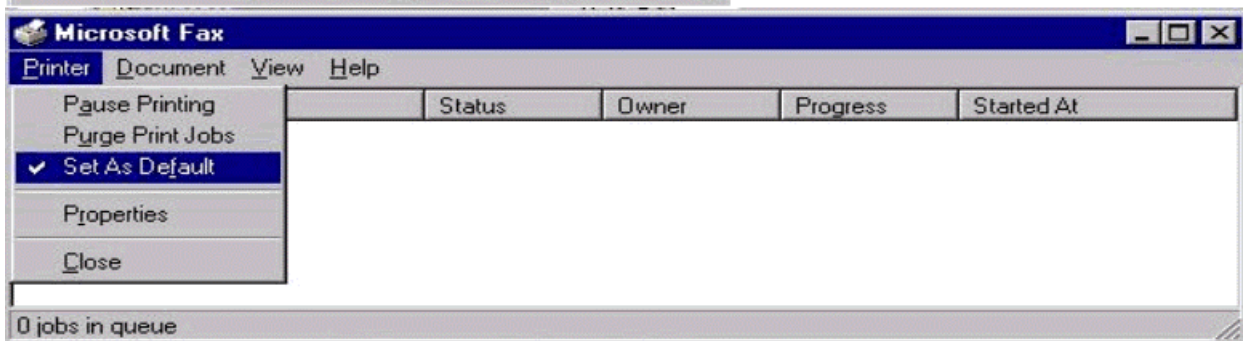 Microsoft Fax
Printer Document View Help
Pause Printing Status Owner Progress Started At
Purge Print Jobs
Set As Default
Properties
Close
0 jobs in queue